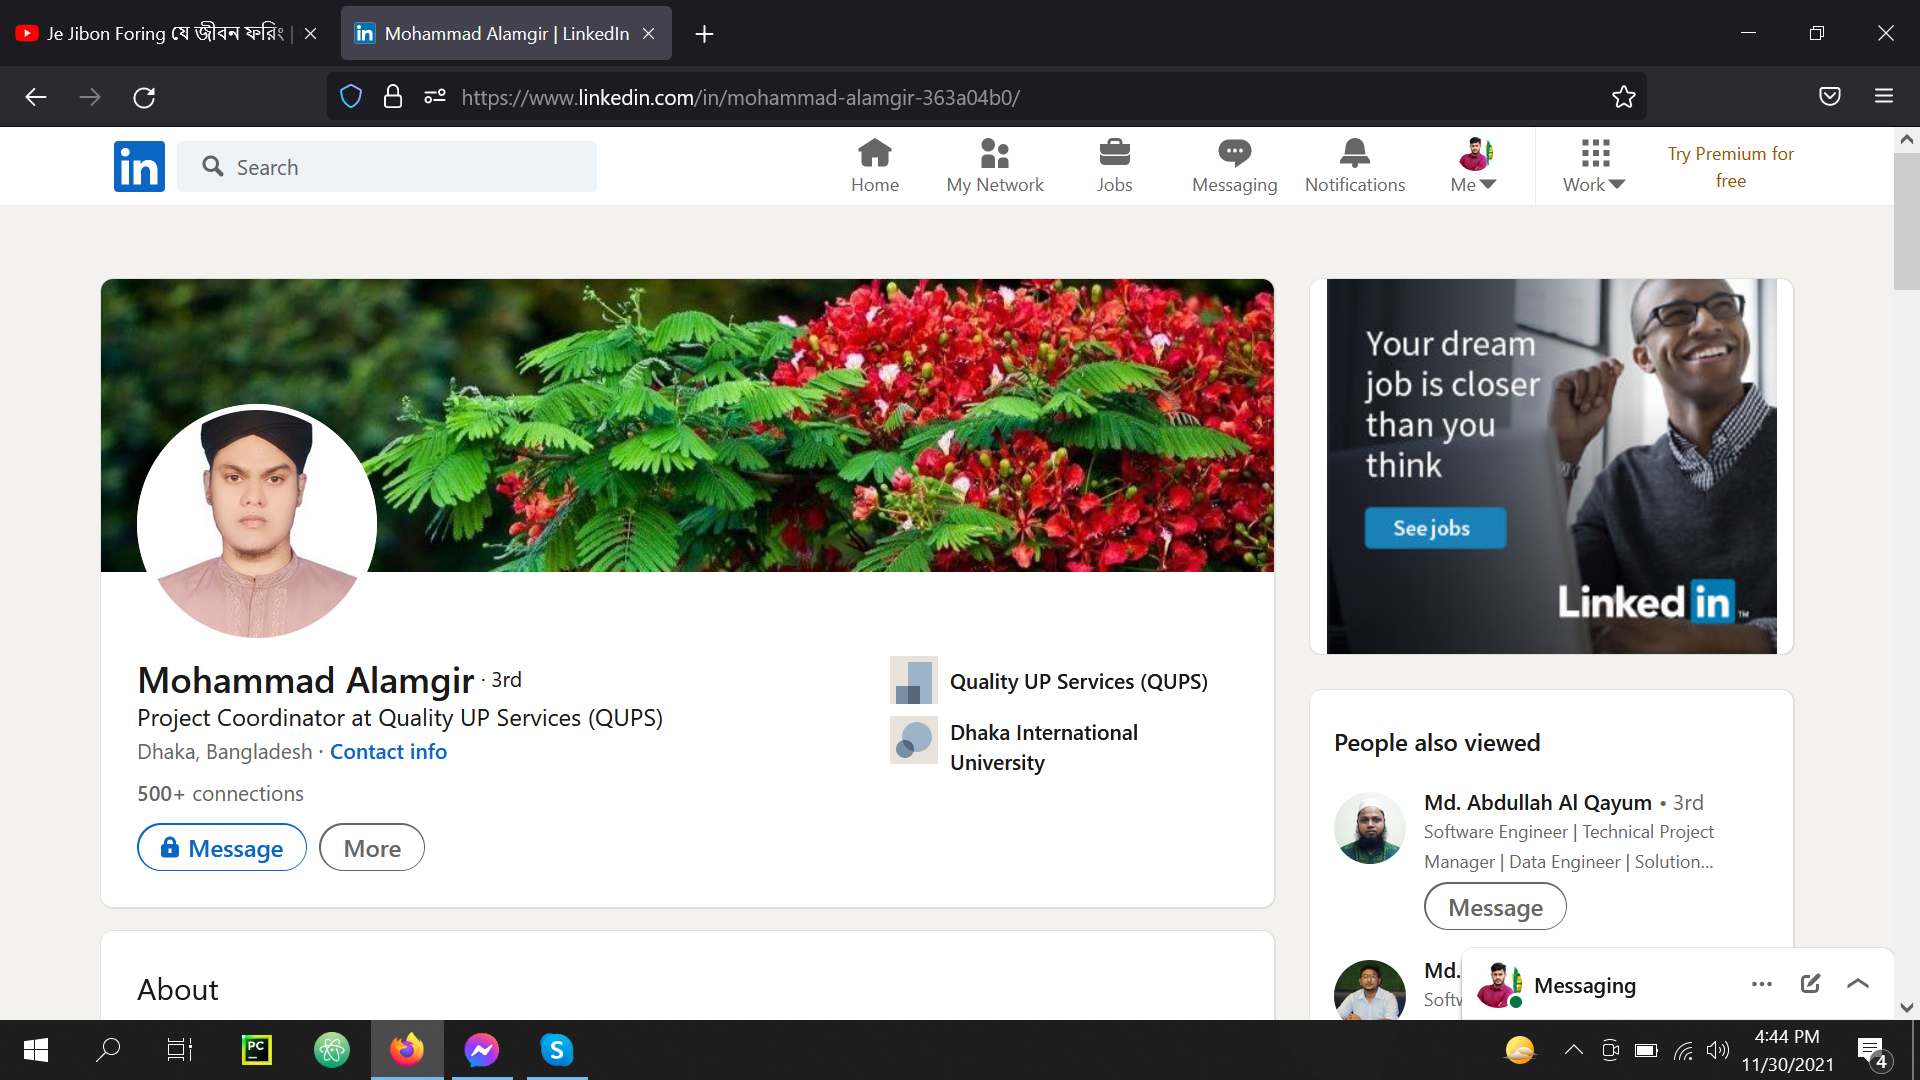 Je Jibon Foring যে জীবন ফরিং |
Mohammad Alamgir | LinkedIn
https://www.linkedin.com/in/mohammad-alamgir-363a04b0/
in
Search
Home
My Network
Jobs
Messaging
Notifications
Me
Work
Try Premium for
free
Your dream
job is closer
than you
think
See jobs
Linked in ™
Mohammad Alamgir · 3rd
Project Coordinator at Quality UP Services (QUPS)
Dhaka, Bangladesh · Contact info
500+ connections
Message
More
Quality UP Services (QUPS)
Dhaka International
University
People also viewed
Md. Abdullah Al Qayum • 3rd
Software Engineer | Technical Project
Manager | Data Engineer | Solution...
Message
Md.
Softw
Messaging
About
PC
S
4:44 PM
11/30/2021
4